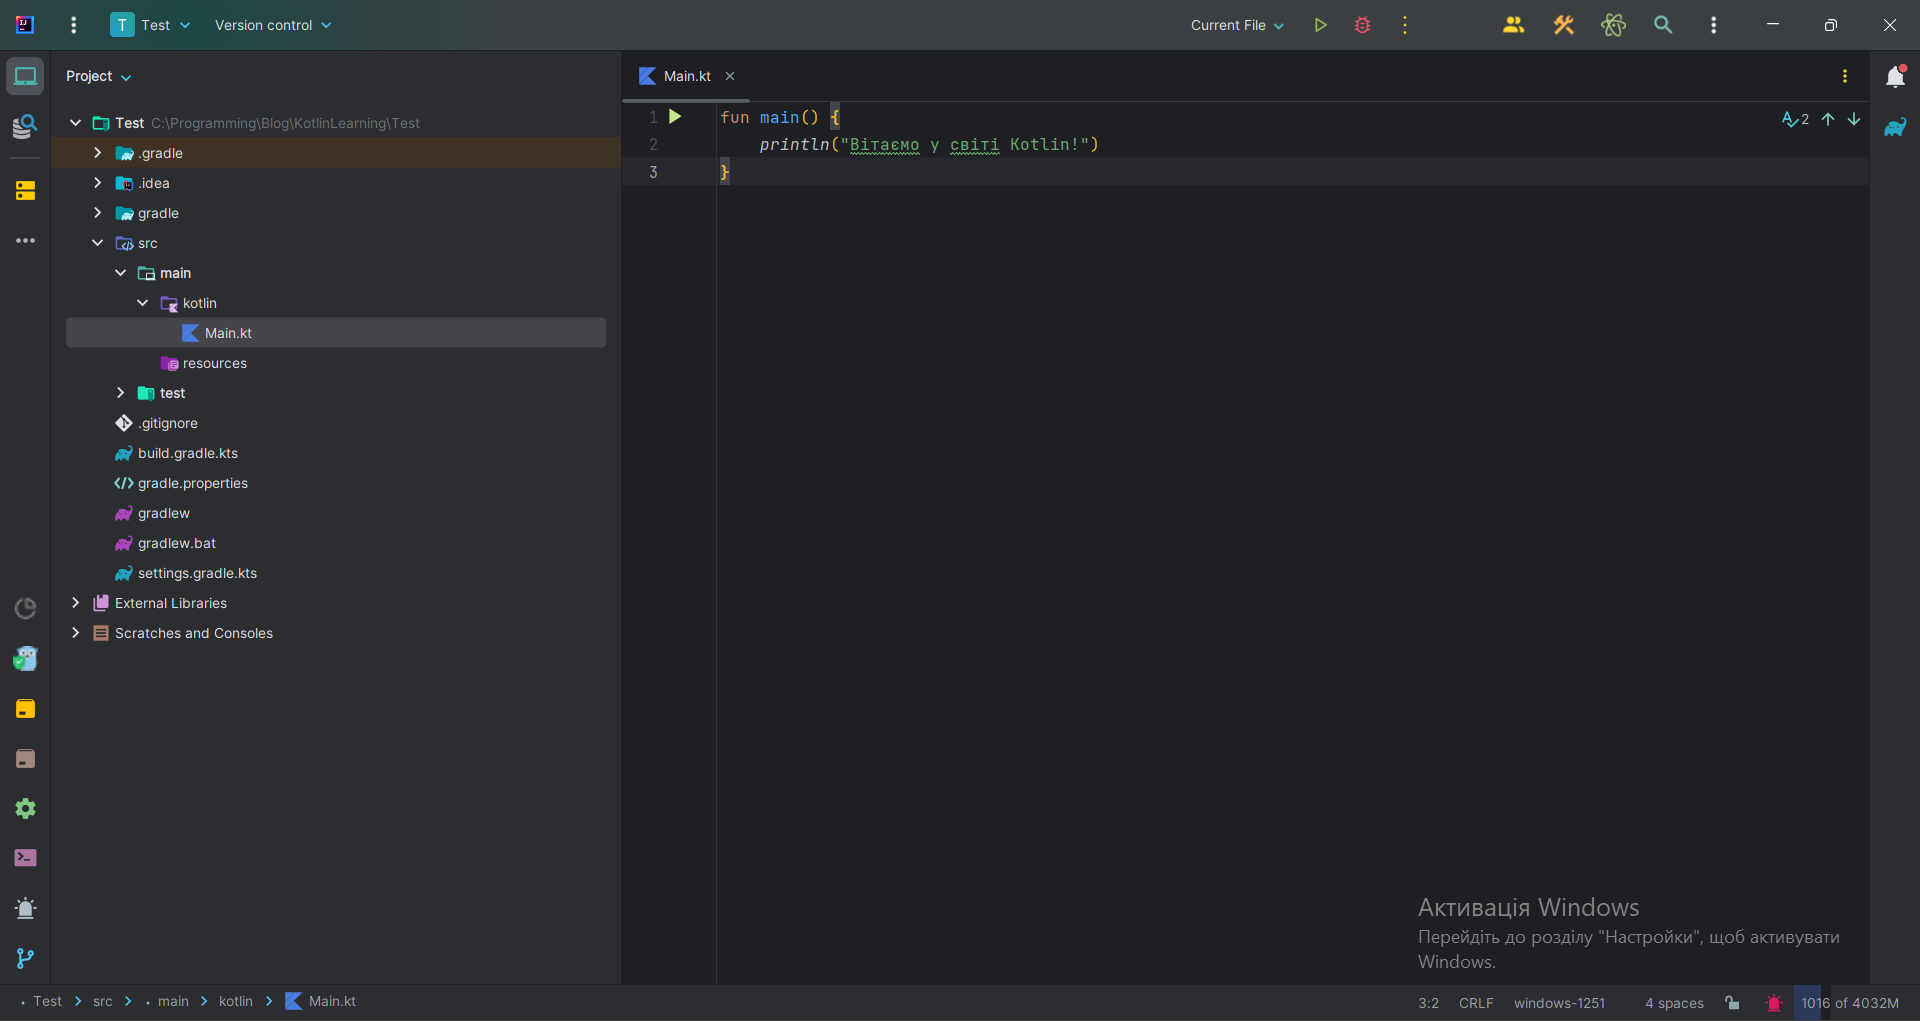 T Test Version control Current File
Project
Main.kt
Test C:\Programming\Blog\KotlinLearning\Test
.gradle
.idea
gradle
src
main
kotlin
Main.kt
resources
test
.gitignore
build.gradle.kts
gradle.properties
gradlew
gradlew.bat
settings.gradle.kts
External Libraries
Scratches and Consoles
1 fun main() {
2 println("Вітаємо у світі Kotlin!")
3 }
2
Активація Windows
Перейдіть до розділу "Настройки", щоб активувати
Windows.
Test src main kotlin Main.kt
3:2 CRLF windows-1251 4 spaces 1016 of 4032M